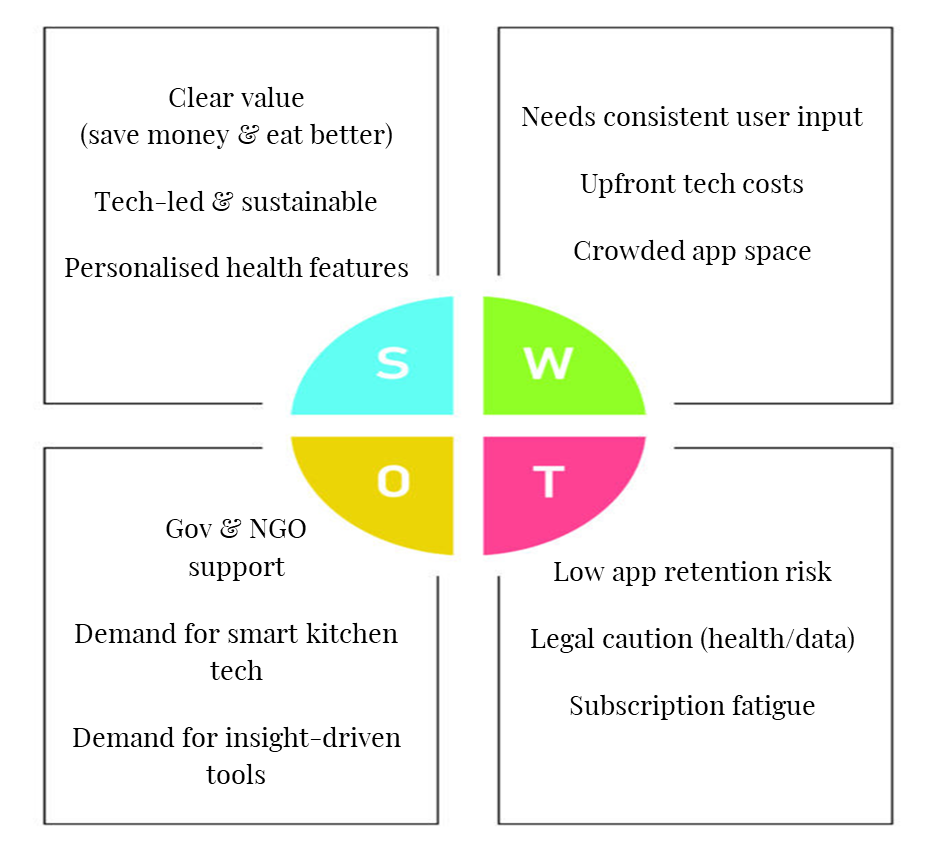 Clear value
(save money & eat better)
Tech-led & sustainable
Personalised health features
Needs consistent user input
Upfront tech costs
Crowded app space
S
W
O
T
Gov & NGO
support
Demand for smart kitchen
tech
Demand for insight-driven
tools
Low app retention risk
Legal caution (health/data)
Subscription fatigue